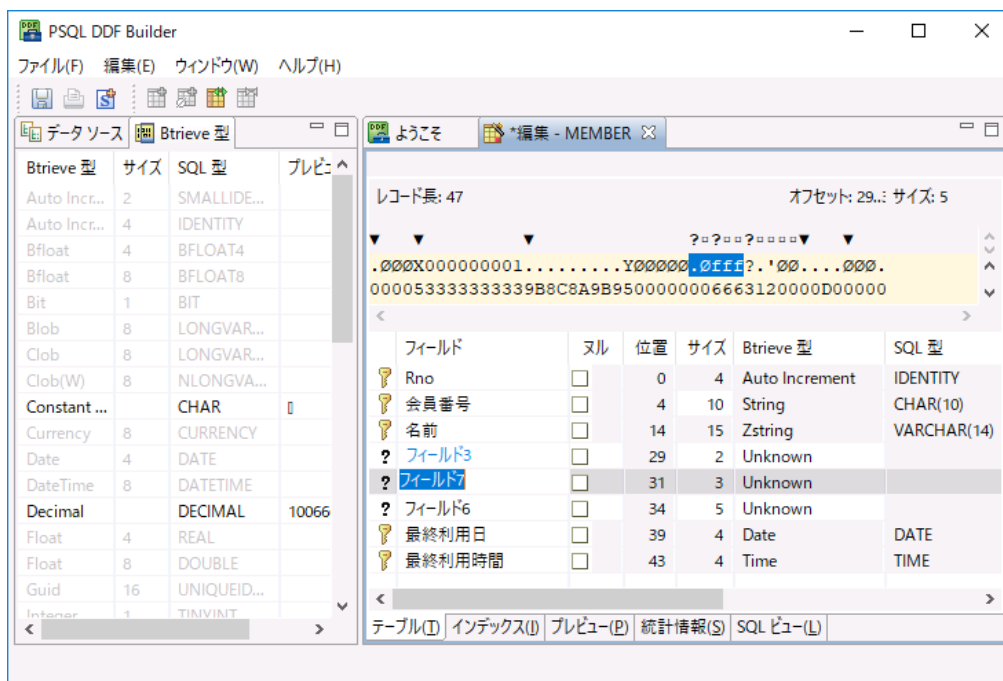 PSQL DDF Builder
ファイル(F) 編集(E) ウィンドウ(W) ヘルプ(H)
データ ソース Btrieve 型
Btrieve 型 サイズ SQL 型 プレビュ
Auto Incr... 2 SMALLIDE...
Auto Incr... 4 IDENTITY
Bfloat 4 BFLOAT4
Bfloat 8 BFLOAT8
Bit 1 BIT
Blob 8 LONGVAR...
Clob 8 LONGVAR...
Clob(W) 8 NLONGVA...
Constant ... CHAR
Currency 8 CURRENCY
Date 4 DATE
DateTime 8 DATETIME
Decimal DECIMAL 10066
Float 4 REAL
Float 8 DOUBLE
Guid 16 UNIQUEID...
Integer 1 TINYINT
ようこそ *編集 - MEMBER
レコード長: 47 オフセット: 29..: サイズ: 5
▼ ▼ ▼ ?¤?¤¤?¤¤¤¤▼ ▼
.ØØØX000000001.........YØØØØØ.Øfff?.'ØØ....ØØØ.
000053333333339B8C8A9B95000000006663120000D00000
フィールド ヌル 位置 サイズ Btrieve 型 SQL 型
Rno 0 4 Auto Increment IDENTITY
会員番号 4 10 String CHAR(10)
名前 14 15 Zstring VARCHAR(14)
? フィールド3 29 2 Unknown
? フィールド7 31 3 Unknown
? フィールド6 34 5 Unknown
最終利用日 39 4 Date DATE
最終利用時間 43 4 Time TIME
テーブル(T) インデックス(I) プレビュー(P) 統計情報(S) SQL ビュー(L)